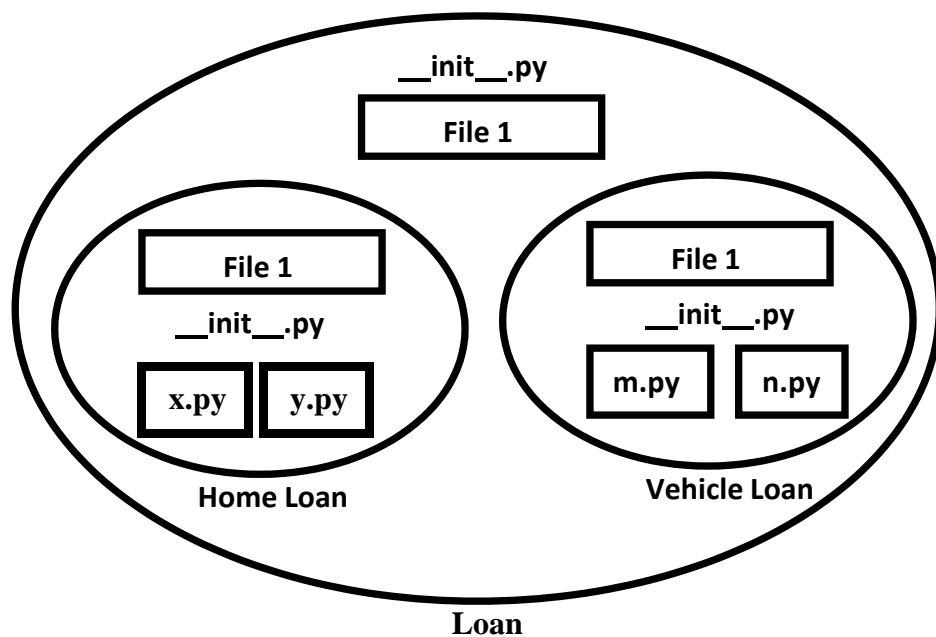 __init__.py
File 1
File 1
__init__.py
x.py
y.py
Home Loan
File 1
__init__.py
m.py
n.py
Vehicle Loan
Loan